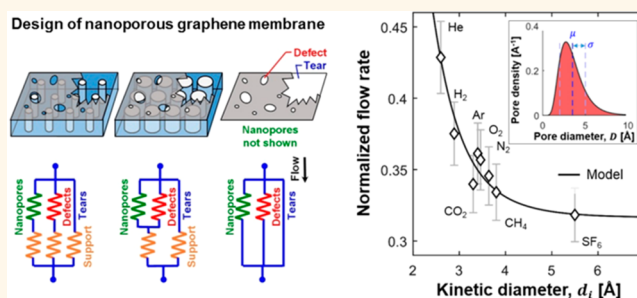 Design of nanoporous graphene membrane
Defect
Tear
Nanopores
not shown
Flow
Nanopores
Defects
Tears
Support
Nanopores
Defects
Tears
Support
Nanopores
Defects
Tears
Normalized flow rate
0.45
0.4
0.35
0.3
He
H2
Ar
O2
N2
CO2
CH4
SF6
Model
2 3 4 5 6
Kinetic diameter, di [Å]
Pore density [Å-1]
0.4
0.2
0
μ
σ
0 5 10
Pore diameter, D [Å]